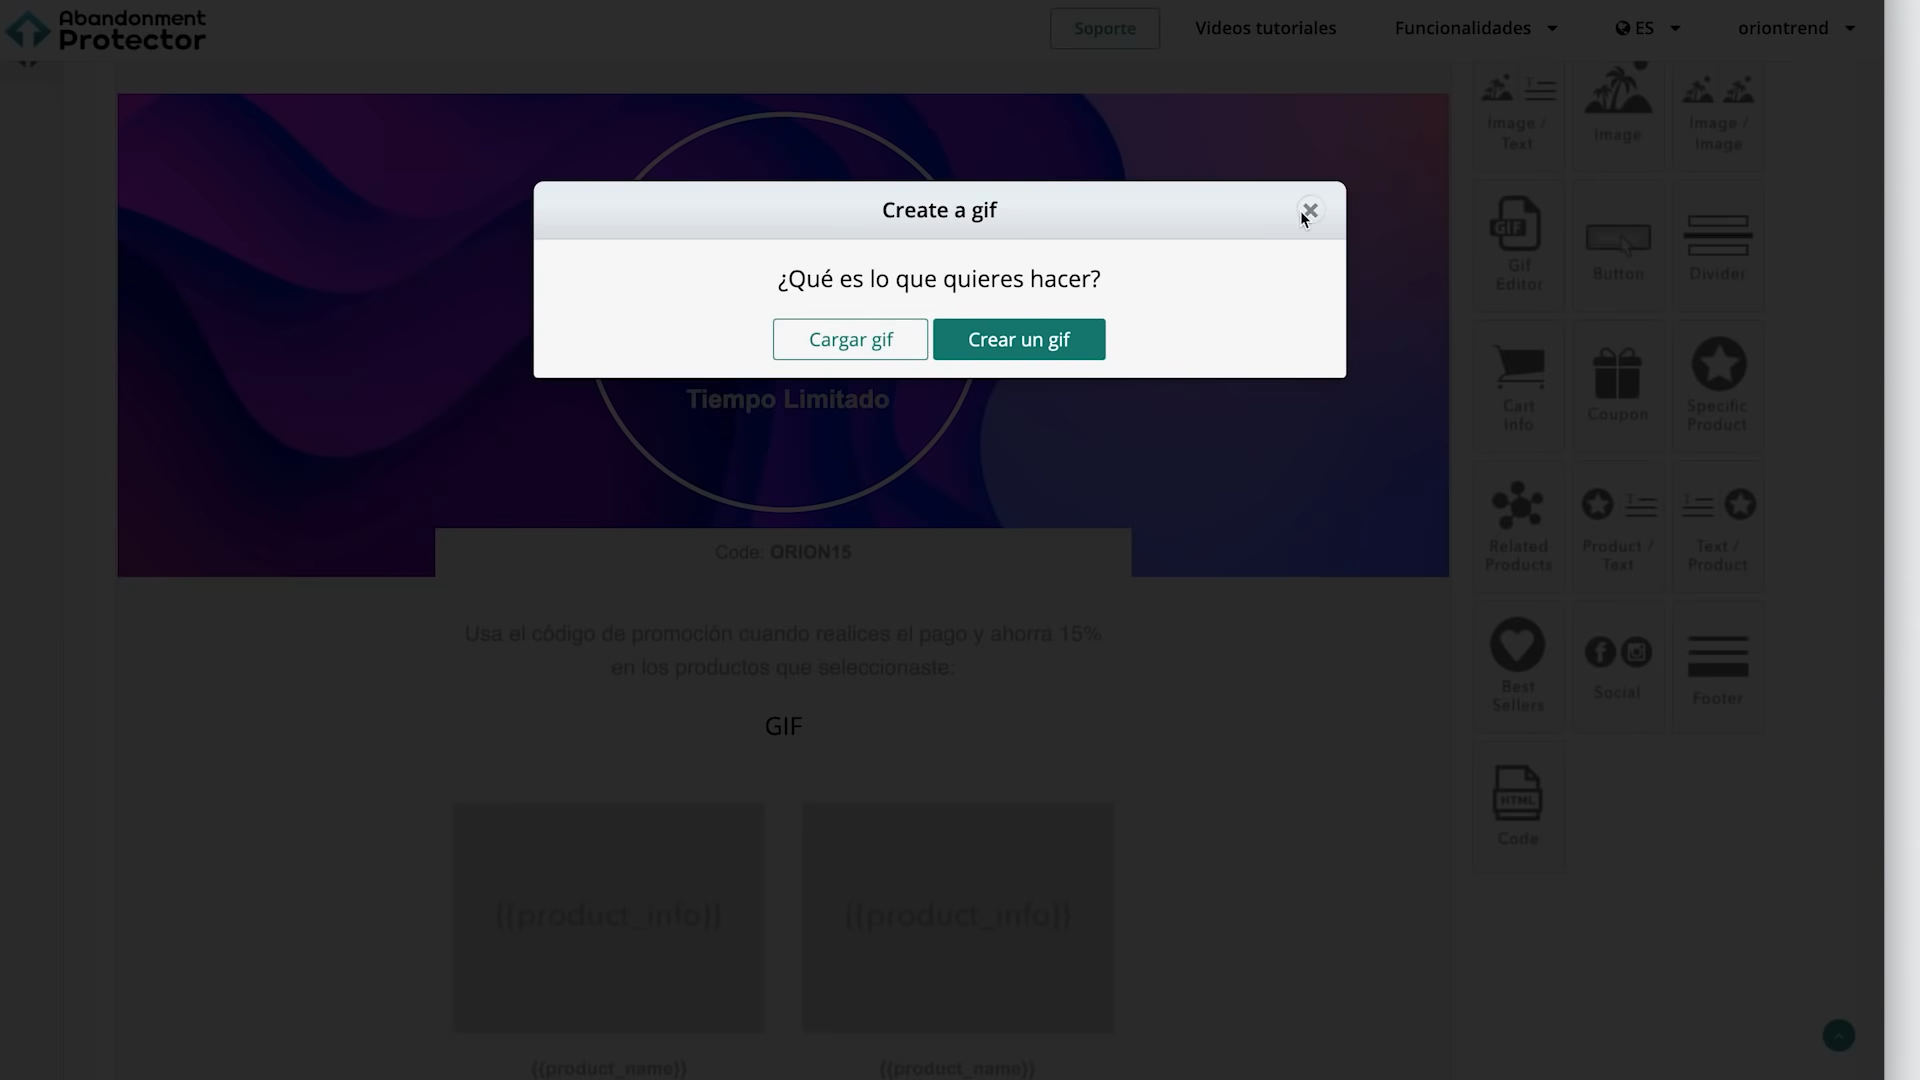 Abandonment
Protector
Soporte
Videos tutoriales
Funcionalidades
ES
oriontrend
Create a gif
¿Qué es lo que quieres hacer?
Cargar gif
Crear un gif
Tiempo Limitado
Code: ORION15
Usa el código de promoción cuando realices el pago y ahorra 15%
en los productos que seleccionaste:
GIF
{{product_info}}
{{product_info}}
{{product_name}}
{{product_name}}
Image /
Text
Image
Image /
Image
GIF
Gif
Editor
Button
Divider
Cart
Info
Coupon
Specific
Product
Related
Products
Product /
Text
Text /
Product
Best
Sellers
Social
Footer
HTML
Code